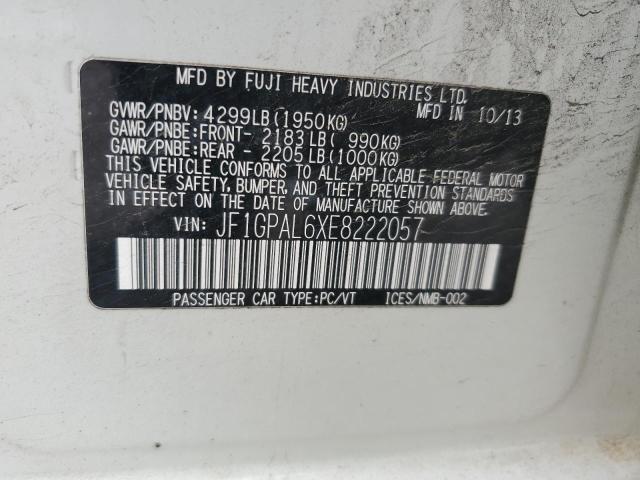 MFD BY FUJI HEAVY INDUSTRIES LTD.
GVWR/PNBV: 4299LB (1950KG) MFD IN 10/13
GAWR/PNBE:FRONT- 2183LB( 990KG)
GAWR/PNBE:REAR - 2205LB(1000KG)
THIS VEHICLE CONFORMS TO ALL APPLICABLE FEDERAL MOTOR
VEHICLE SAFETY, BUMPER, AND THEFT PREVENTION STANDARDS
IN EFFECT ON THE DATE OF MANUFACTURE SHOWN ABOVE.
VIN: JF1GPAL6XE8222057
PASSENGER CAR TYPE:PC/VT ICES/NMB-002